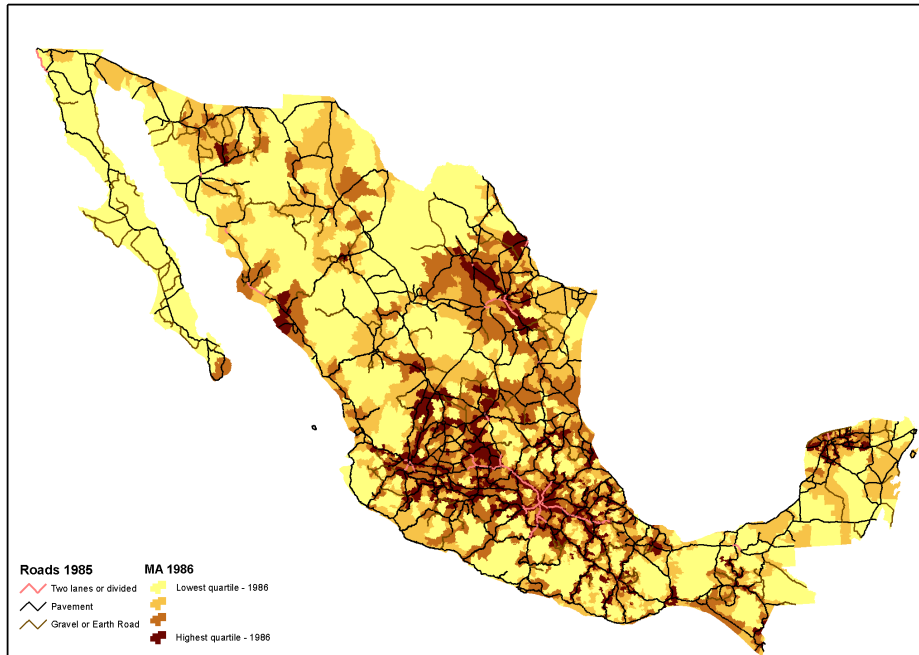 Roads 1985
Two lanes or divided
Pavement
Gravel or Earth Road
MA 1986
Lowest quartile - 1986
Highest quartile - 1986